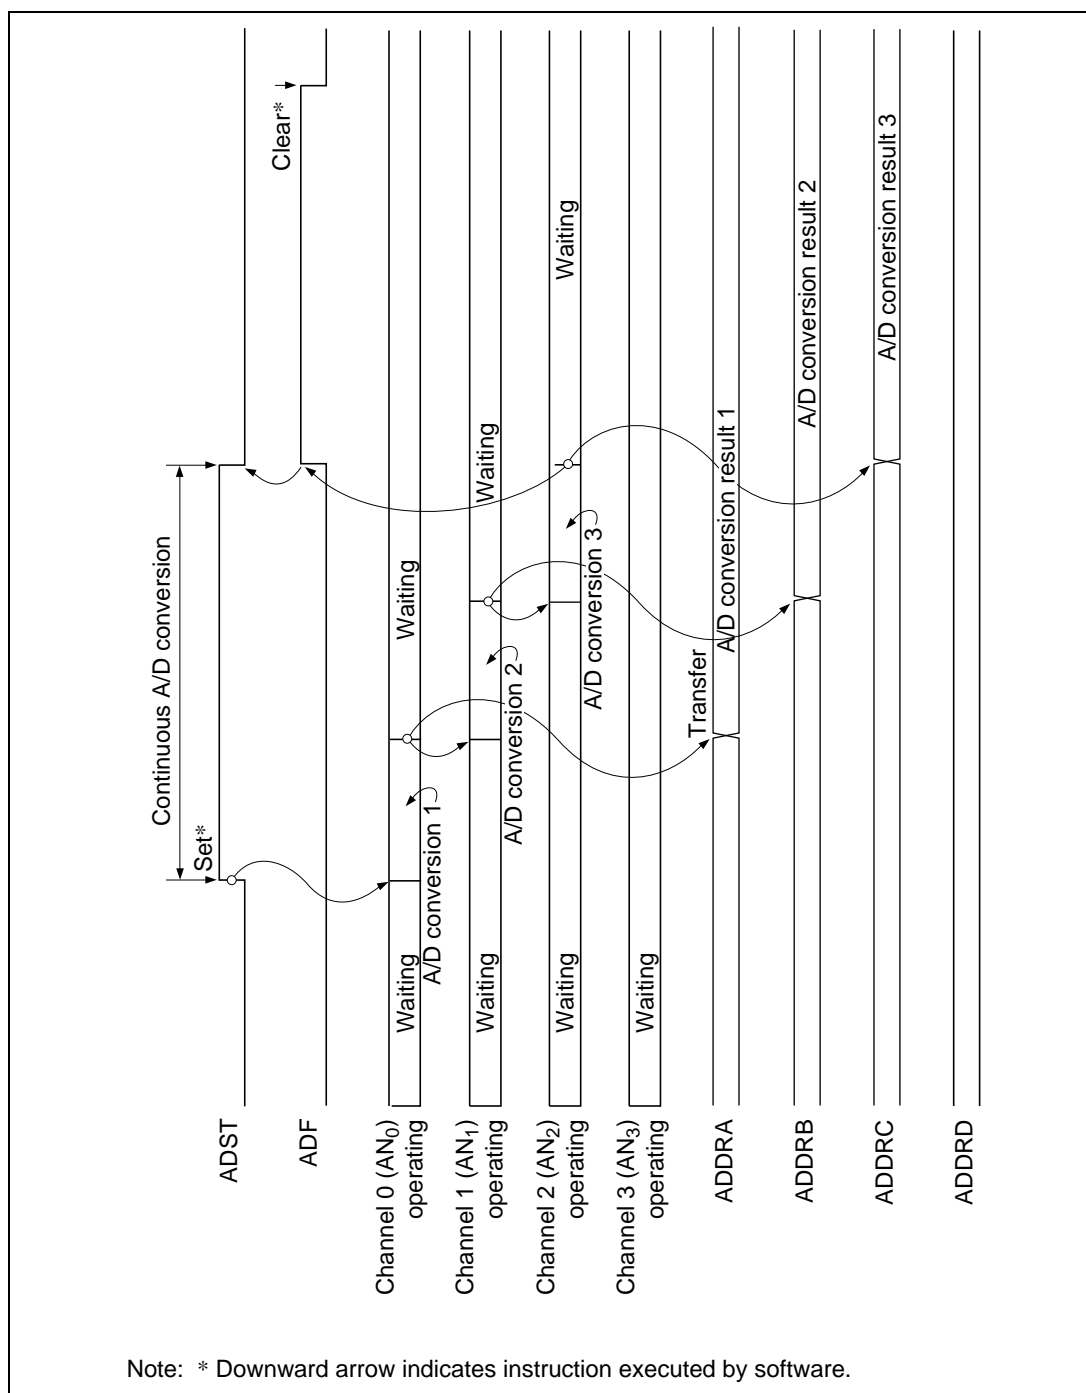 Continuous A/D conversion
Set*
Clear*
ADST
ADF
Channel 0 (AN0)
operating
Waiting
A/D conversion 1
Waiting
Channel 1 (AN1)
operating
Waiting
A/D conversion 2
Waiting
Channel 2 (AN2)
operating
Waiting
A/D conversion 3
Waiting
Channel 3 (AN3)
operating
Waiting
Transfer
ADDRA
A/D conversion result 1
ADDRB
A/D conversion result 2
ADDRC
A/D conversion result 3
ADDRD
Note: * Downward arrow indicates instruction executed by software.